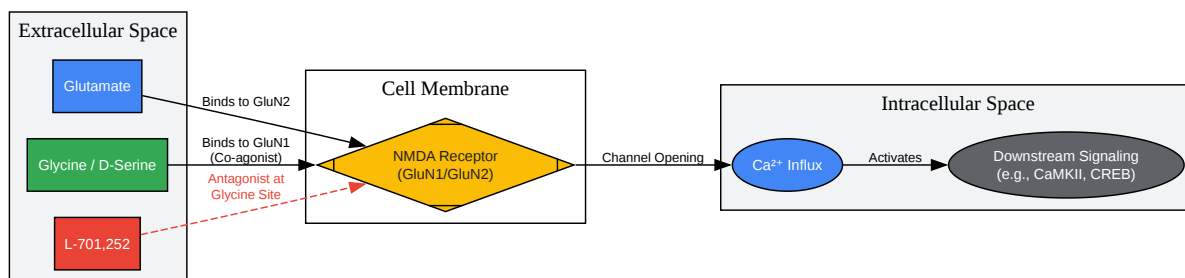 Extracellular Space
Glutamate
Glycine / D-Serine
L-701,252
Binds to GluN2
Binds to GluN1
(Co-agonist)
Antagonist at
Glycine Site
Cell Membrane
NMDA Receptor
(GluN1/GluN2)
Channel Opening
Intracellular Space
Ca²⁺ Influx
Activates
Downstream Signaling
(e.g., CaMKII, CREB)